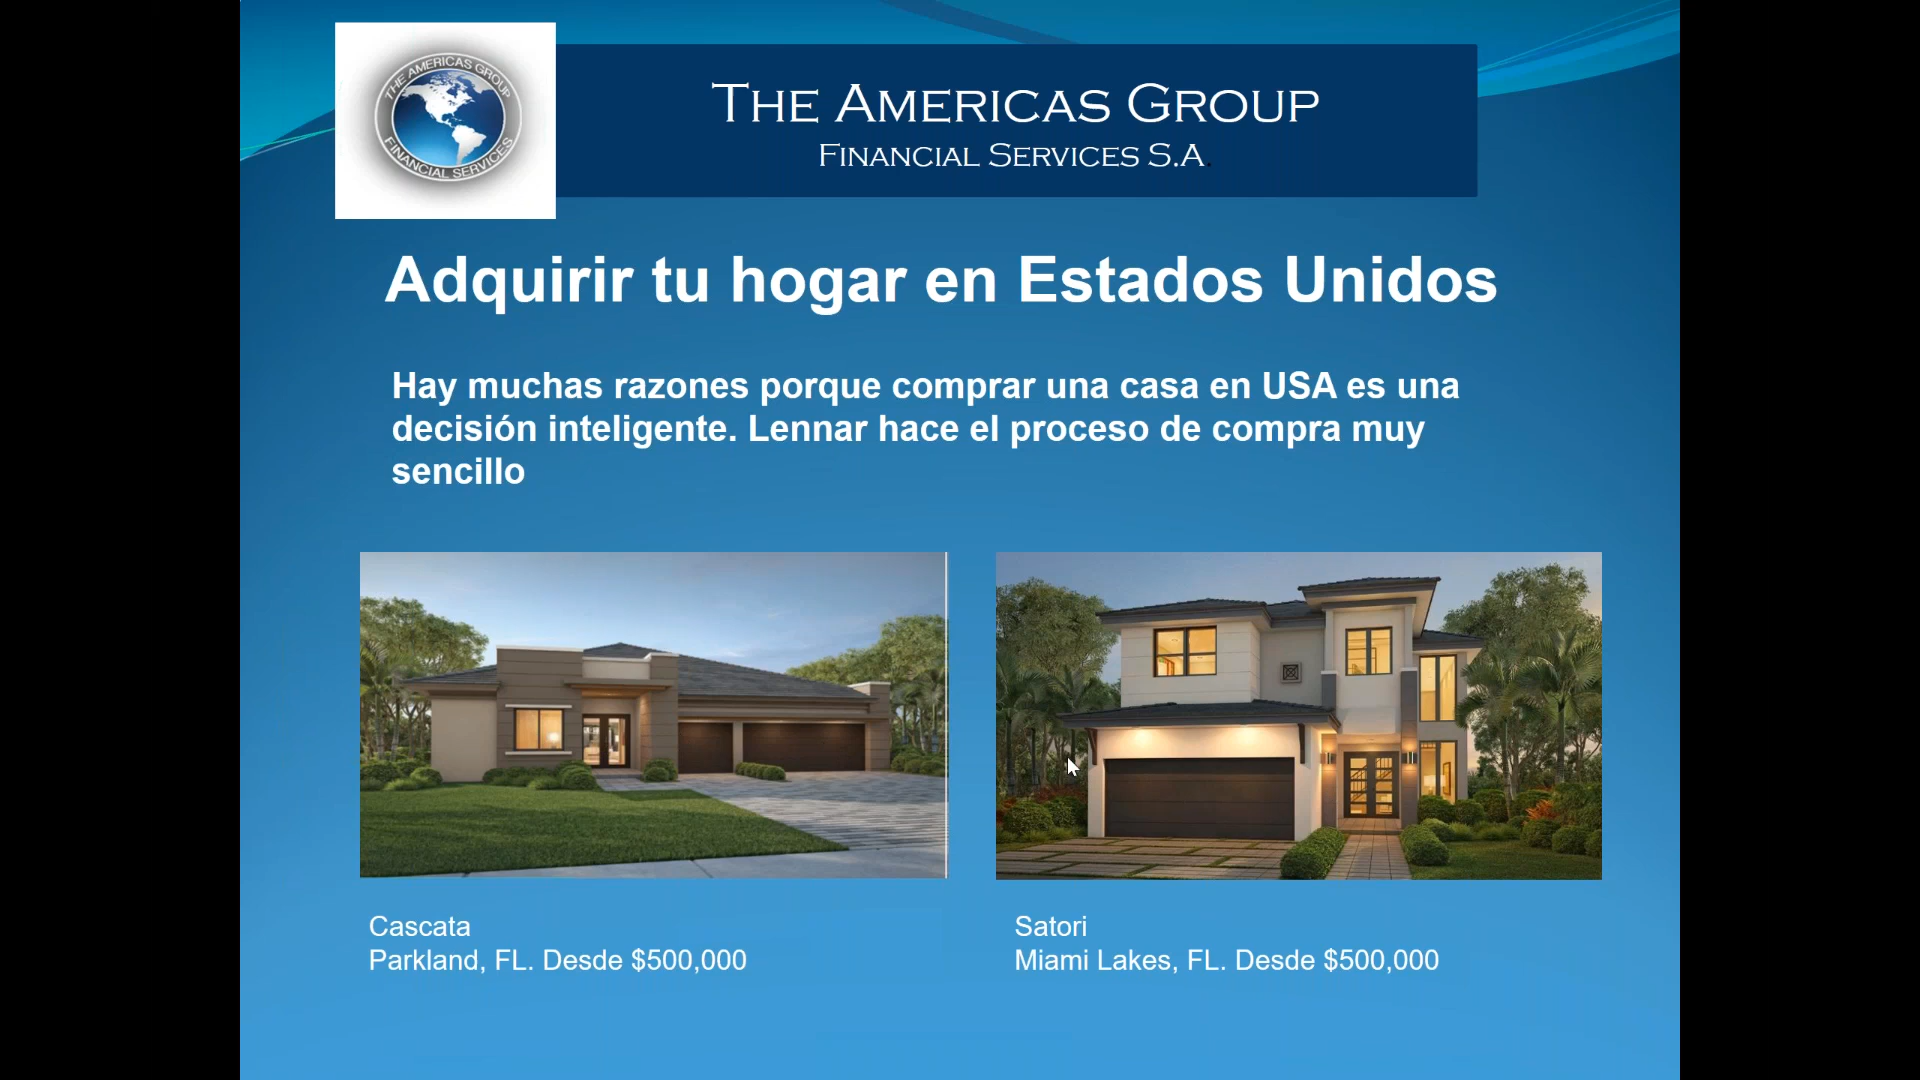 THE AMERICAS GROUP
FINANCIAL SERVICES
THE AMERICAS GROUP
FINANCIAL SERVICES S.A.
Adquirir tu hogar en Estados Unidos
Hay muchas razones porque comprar una casa en USA es una
decisión inteligente. Lennar hace el proceso de compra muy
sencillo
Cascata
Parkland, FL. Desde $500,000
Satori
Miami Lakes, FL. Desde $500,000